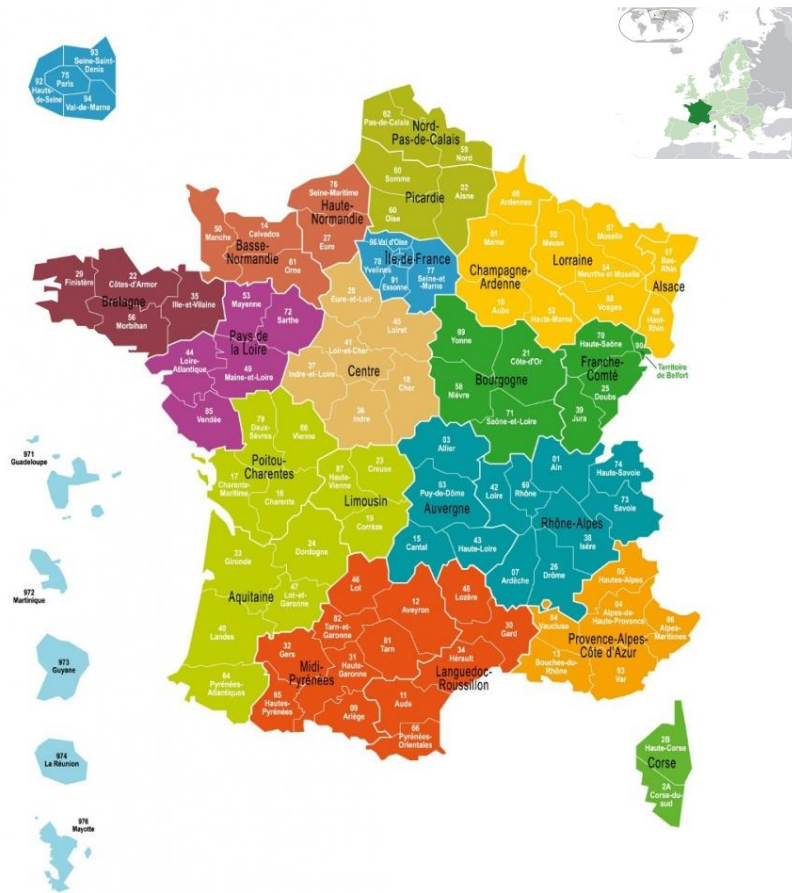 93
Seine-Saint-
Denis
92
Hauts-
de-Seine
75
Paris
94
Val-de-Marne
62
Pas-de-Calais
Nord-
Pas-de-Calais
59
Nord
80
Somme
02
Aisne
Picardie
60
Oise
76
Seine-Maritime
Haute-
Normandie
27
Eure
50
Manche
14
Calvados
Basse-
Normandie
61
Orne
95 Val d'Oise
Île-de-France
78
Yvelines
91
Essonne
77
Seine-et-
Marne
08
Ardennes
51
Marne
Champagne-
Ardenne
10
Aube
52
Haute-Marne
55
Meuse
57
Moselle
Lorraine
54
Meurthe et Moselle
88
Vosges
67
Bas-
Rhin
Alsace
68
Haut-Rhin
29
Finistère
22
Côtes-d'Armor
Bretagne
56
Morbihan
35
Ille-et-Vilaine
53
Mayenne
72
Sarthe
Pays de
la Loire
44
Loire-
Atlantique
49
Maine-et-Loire
85
Vendée
28
Eure-et-Loir
45
Loiret
41
Loir-et-Cher
37
Indre-et-Loire
Centre
18
Cher
36
Indre
89
Yonne
21
Côte-d'Or
Bourgogne
58
Nièvre
71
Saône-et-Loire
70
Haute-Saône
90
Territoire
de Belfort
Franche-
Comté
25
Doubs
39
Jura
79
Deux-
Sèvres
86
Vienne
Poitou-
Charentes
17
Charente-
Maritime
16
Charente
23
Creuse
87
Haute-
Vienne
Limousin
19
Corrèze
03
Allier
63
Puy-de-Dôme
Auvergne
15
Cantal
43
Haute-Loire
42
Loire
69
Rhône
01
Ain
74
Haute-Savoie
73
Savoie
Rhône-Alpes
38
Isère
07
Ardèche
26
Drôme
24
Dordogne
33
Gironde
47
Lot-et-
Garonne
Aquitaine
40
Landes
64
Pyrénées-
Atlantiques
46
Lot
12
Aveyron
82
Tarn-et-
Garonne
81
Tarn
32
Gers
31
Hauts-
Garonne
Midi-
Pyrénées
65
Hautes-
Pyrénées
09
Ariège
48
Lozère
30
Gard
34
Hérault
Languedoc-
Roussillon
11
Aude
66
Pyrénées-
Orientales
05
Hautes-Alpes
04
Alpes-de-
Haute-Provence
06
Alpes-
Maritimes
84
Vaucluse
Provence-Alpes-
Côte d'Azur
13
Bouches-du-
Rhône
83
Var
2B
Haute-Corse
Corse
2A
Corse-du-
sud
971
Guadeloupe
972
Martinique
973
Guyane
974
La Réunion
976
Mayotte